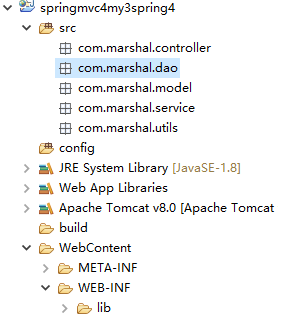 springmvc4my3spring4
src
com.marshal.controller
com.marshal.dao
com.marshal.model
com.marshal.service
com.marshal.utils
config
JRE System Library [JavaSE-1.8]
Web App Libraries
Apache Tomcat v8.0 [Apache Tomcat
build
WebContent
META-INF
WEB-INF
lib